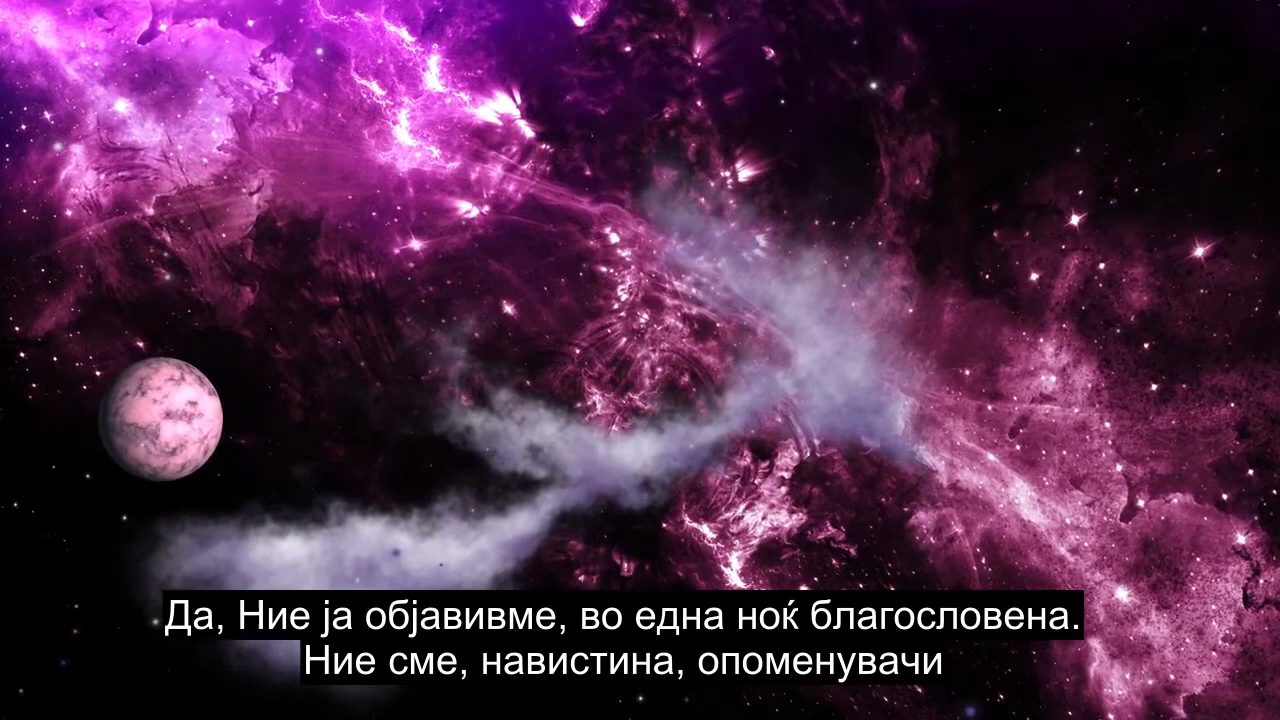 Да, Ние ја објавивме, во една ноќ благословена.
Ние сме, навистина, опоменувачи